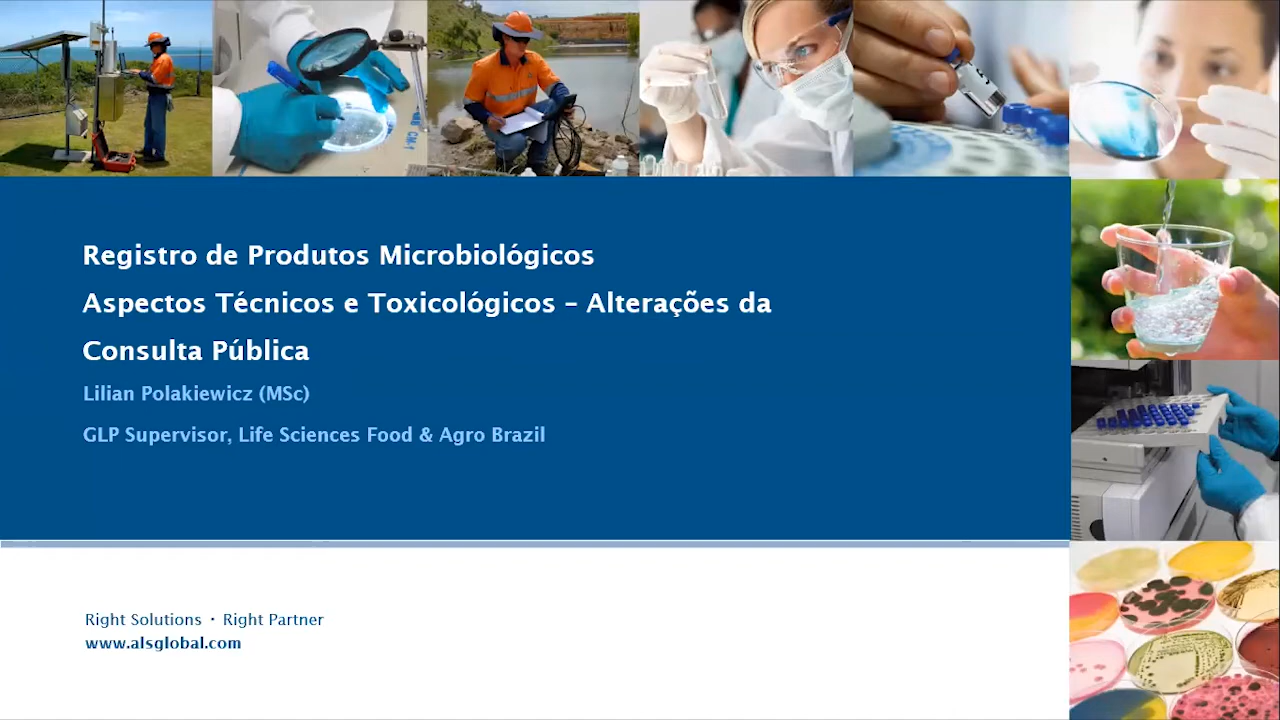 Registro de Produtos Microbiológicos
Aspectos Técnicos e Toxicológicos – Alterações da
Consulta Pública
Lilian Polakiewicz (MSc)
GLP Supervisor, Life Sciences Food & Agro Brazil
Right Solutions · Right Partner
www.alsglobal.com